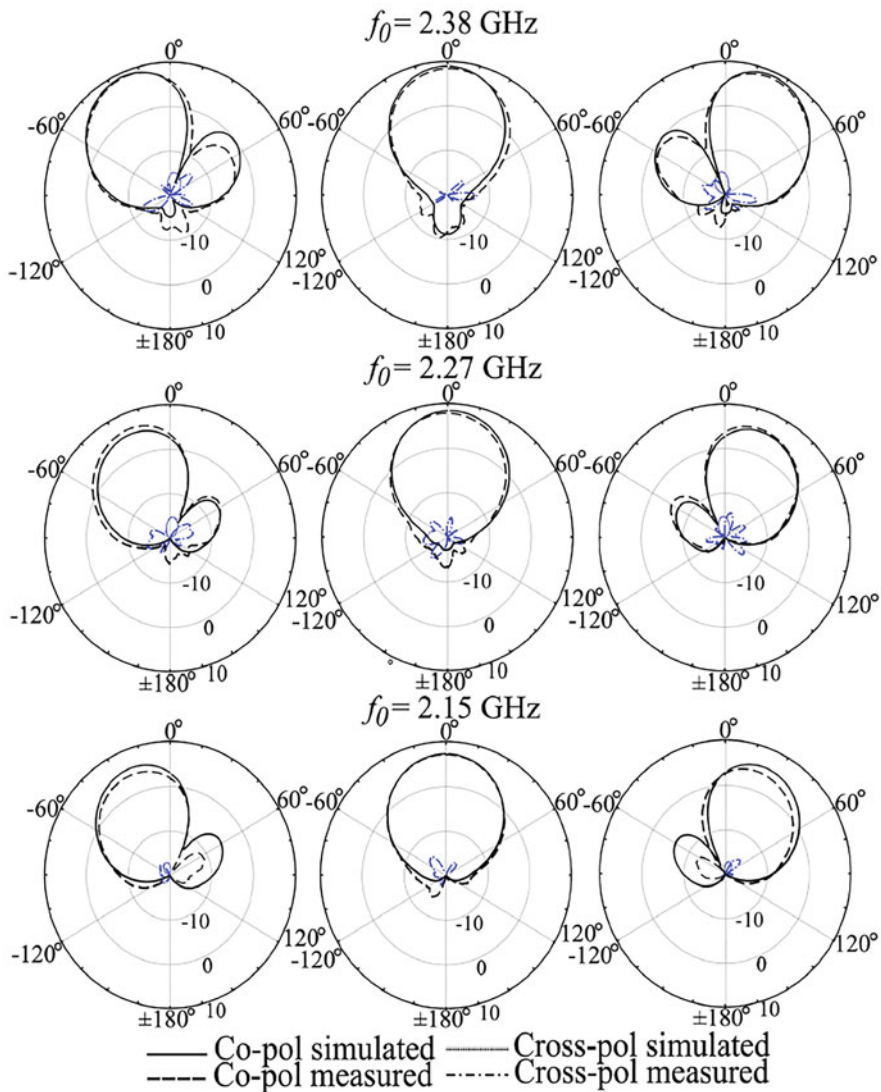 f0 = 2.38 GHz
0° 0° 0°
-60° 60° -60° 60° -60° 60°
-10 -10 -10
-120° 120° -120° 120° -120° 120°
0 0 0
±180° 10 ±180° 10 ±180° 10
f0 = 2.27 GHz
0° 0° 0°
-60° 60° -60° 60° -60° 60°
-10 -10 -10
-120° 120° -120° 120° -120° 120°
0 0 0
±180° 10 ±180° 10 ±180° 10
f0 = 2.15 GHz
0° 0° 0°
-60° 60° -60° 60° -60° 60°
-10 -10 -10
-120° 120° -120° 120° -120° 120°
0 0 0
±180° 10 ±180° 10 ±180° 10
Co-pol simulated Cross-pol simulated
Co-pol measured Cross-pol measured